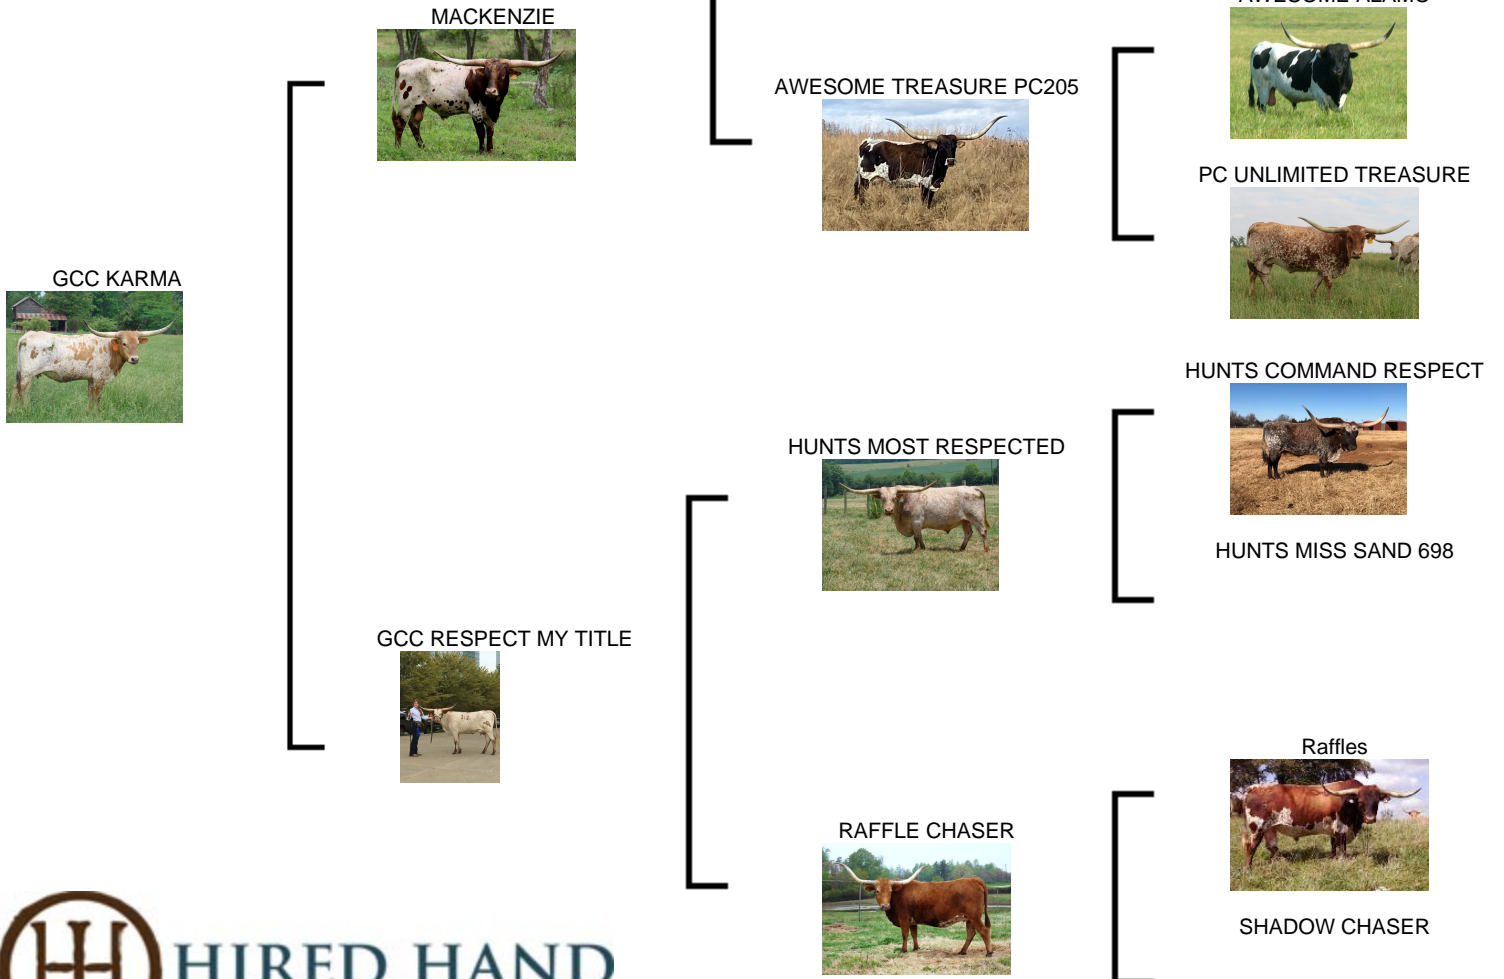 MACKENZIE
AWESOME TREASURE PC205
PC UNLIMITED TREASURE
GCC KARMA
HUNTS COMMAND RESPECT
HUNTS MOST RESPECTED
HUNTS MISS SAND 698
GCC RESPECT MY TITLE
Raffles
RAFFLE CHASER
SHADOW CHASER
HIRED HAND